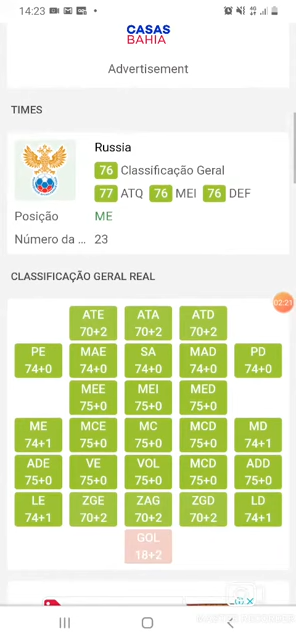 14:23
CASAS
BAHIA
Advertisement
TIMES
Russia
76 Classificação Geral
77 ATQ 76 MEI 76 DEF
Posição ME
Número da ... 23
CLASSIFICAÇÃO GERAL REAL
02:21
ATE ATA ATD
70+2 70+2 70+2
PE MAE SA MAD PD
74+0 74+0 74+0 74+0 74+0
MEE MEI MED
75+0 75+0 75+0
ME MCE MC MCD MD
74+1 75+0 75+0 75+0 74+1
ADE VE VOL MCD ADD
75+0 75+0 75+0 75+0 75+0
LE ZGE ZAG ZGD LD
74+1 70+2 70+2 70+2 74+1
GOL
18+2